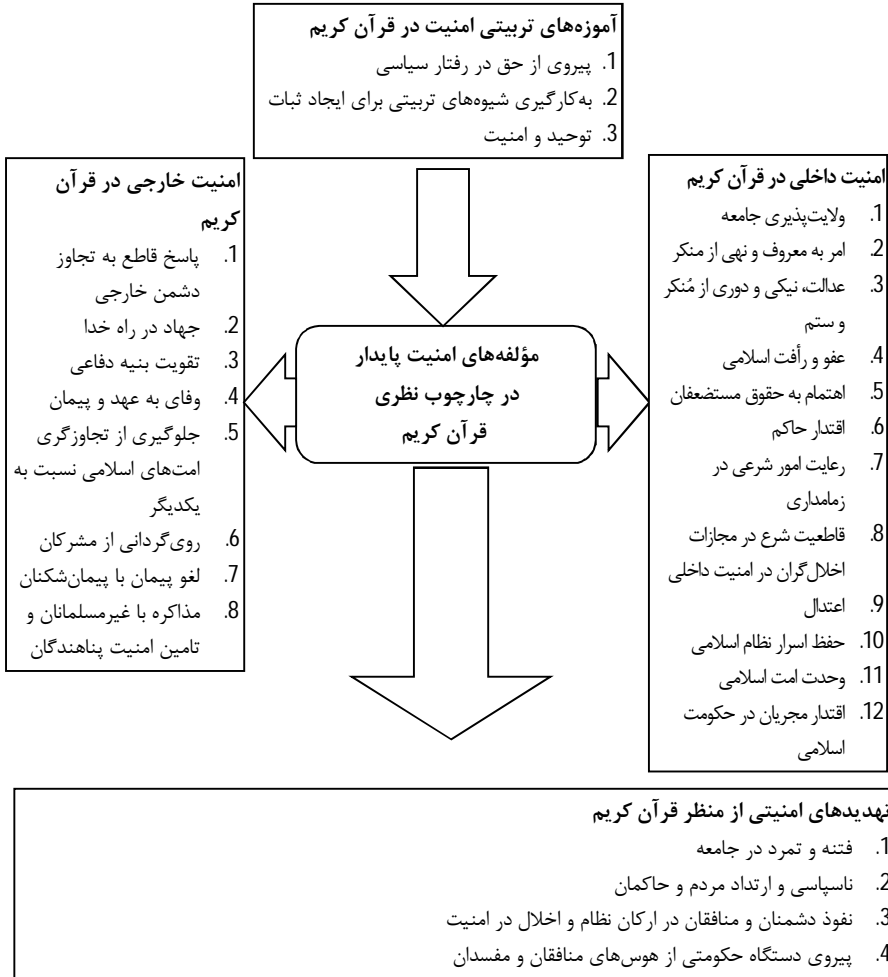 آموزه‌های تربیتی امنیت در قرآن کریم
1. پیروی از حق در رفتار سیاسی
2. به‌کارگیری شیوه‌های تربیتی برای ایجاد ثبات
3. توحید و امنیت
امنیت داخلی در قرآن کریم
1. ولایت‌پذیری جامعه
2. امر به معروف و نهی از منکر
3. عدالت، نیکی و دوری از مُنکر
و ستم
4. عفو و رأفت اسلامی
5. اهتمام به حقوق مستضعفان
6. اقتدار حاکم
7. رعایت امور شرعی در
زمامداری
8. قاطعیت شرع در مجازات
اخلال‌گران در امنیت داخلی
9. اعتدال
10. حفظ اسرار نظام اسلامی
11. وحدت امت اسلامی
12. اقتدار مجریان در حکومت
اسلامی
مؤلفه‌های امنیت پایدار
در چارچوب نظری
قرآن کریم
امنیت خارجی در قرآن
کریم
1. پاسخ قاطع به تجاوز
دشمن خارجی
2. جهاد در راه خدا
3. تقویت بنیه دفاعی
4. وفای به عهد و پیمان
5. جلوگیری از تجاوزگری
امت‌های اسلامی نسبت به
یکدیگر
6. روی‌گردانی از مشرکان
7. لغو پیمان با پیمان‌شکنان
8. مذاکره با غیرمسلمانان و
تامین امنیت پناهندگان
تهدیدهای امنیتی از منظر قرآن کریم
1. فتنه و تمرد در جامعه
2. ناسپاسی و ارتداد مردم و حاکمان
3. نفوذ دشمنان و منافقان در ارکان نظام و اخلال در امنیت
4. پیروی دستگاه حکومتی از هوس‌های منافقان و مفسدان